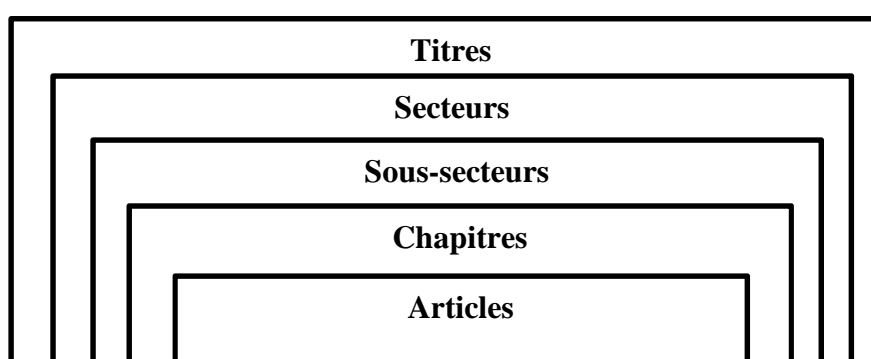 Titres
Secteurs
Sous-secteurs
Chapitres
Articles